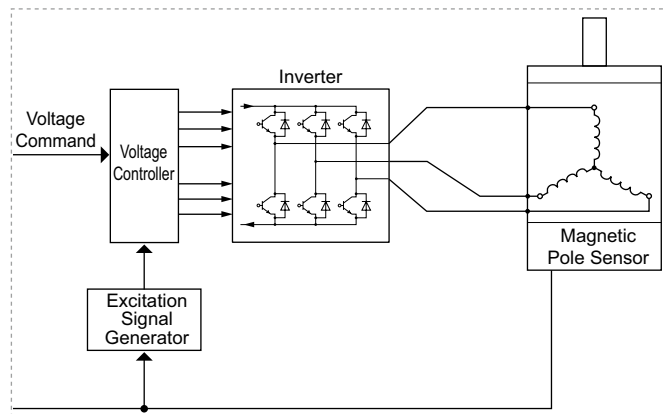 Inverter
Voltage
Command
Voltage
Controller
Magnetic
Pole Sensor
Excitation
Signal
Generator